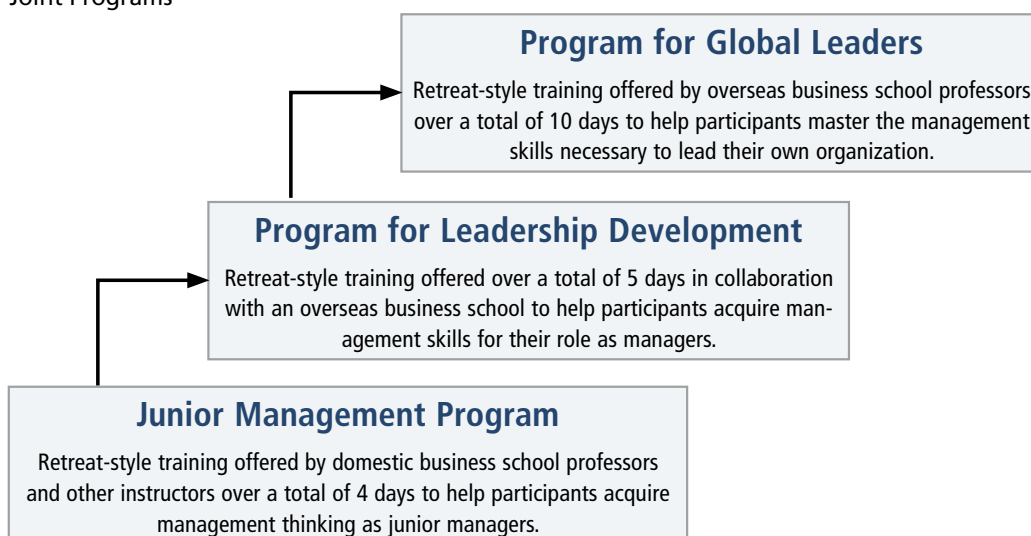 Joint Programs
Program for Global Leaders
Retreat-style training offered by overseas business school professors
over a total of 10 days to help participants master the management
skills necessary to lead their own organization.
Program for Leadership Development
Retreat-style training offered over a total of 5 days in collaboration
with an overseas business school to help participants acquire man-
agement skills for their role as managers.
Junior Management Program
Retreat-style training offered by domestic business school professors
and other instructors over a total of 4 days to help participants acquire
management thinking as junior managers.